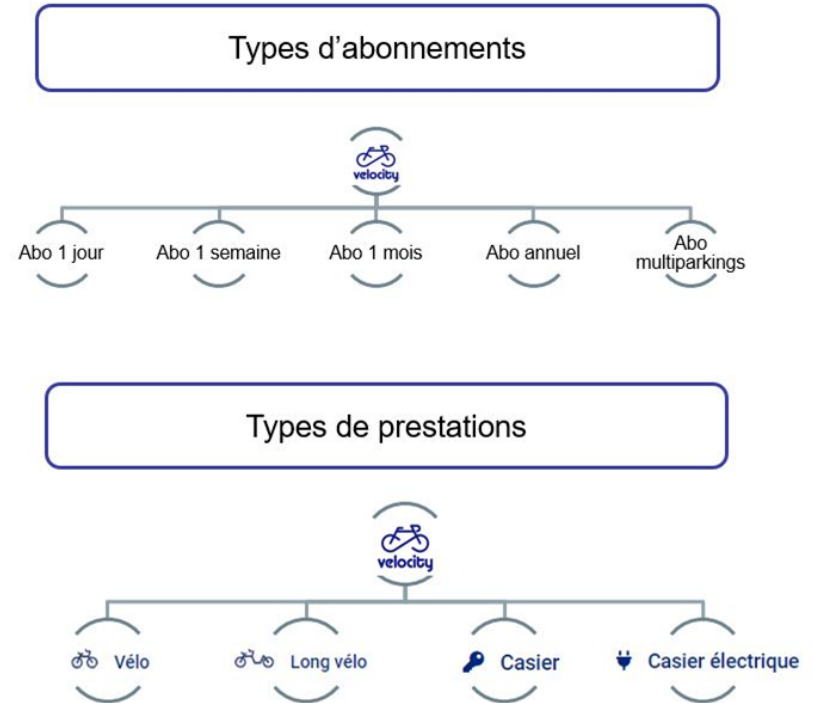 Types d’abonnements
velocity
Abo 1 jour
Abo 1 semaine
Abo 1 mois
Abo annuel
Abo
multiparkings
Types de prestations
velocity
Vélo
Long vélo
Casier
Casier électrique